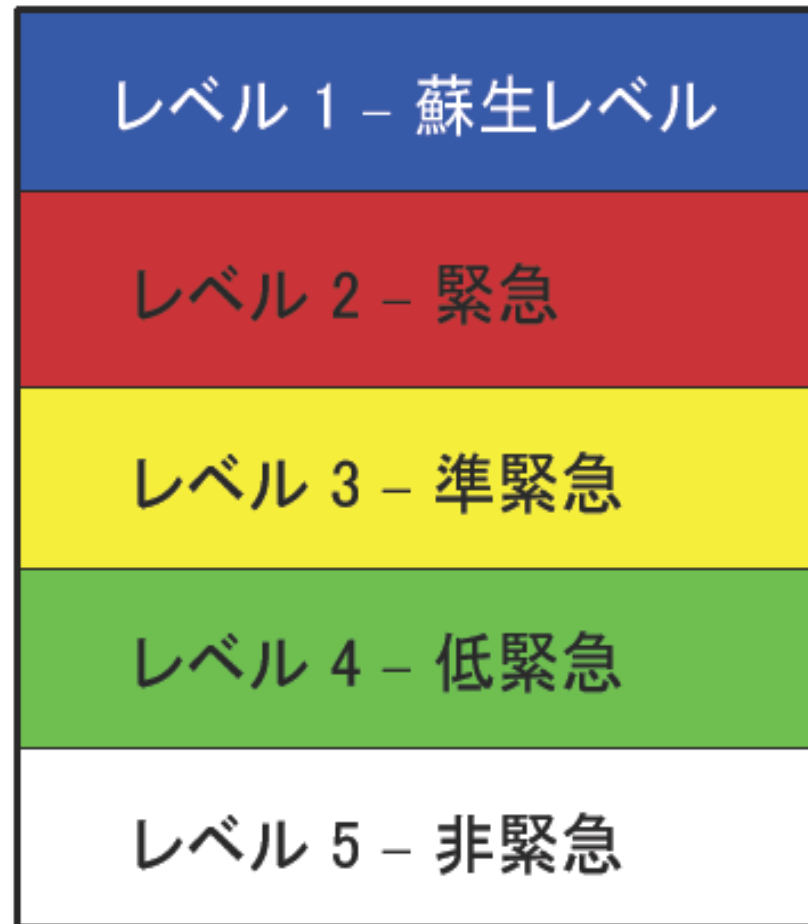 レベル 1 – 蘇生レベル
レベル 2 – 緊急
レベル 3 – 準緊急
レベル 4 – 低緊急
レベル 5 – 非緊急